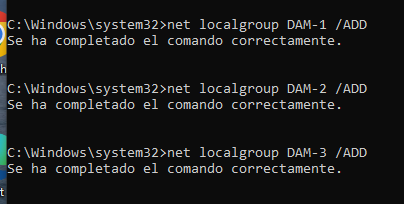 C:\Windows\system32>net localgroup DAM-1 /ADD
Se ha completado el comando correctamente.
C:\Windows\system32>net localgroup DAM-2 /ADD
Se ha completado el comando correctamente.
C:\Windows\system32>net localgroup DAM-3 /ADD
Se ha completado el comando correctamente.